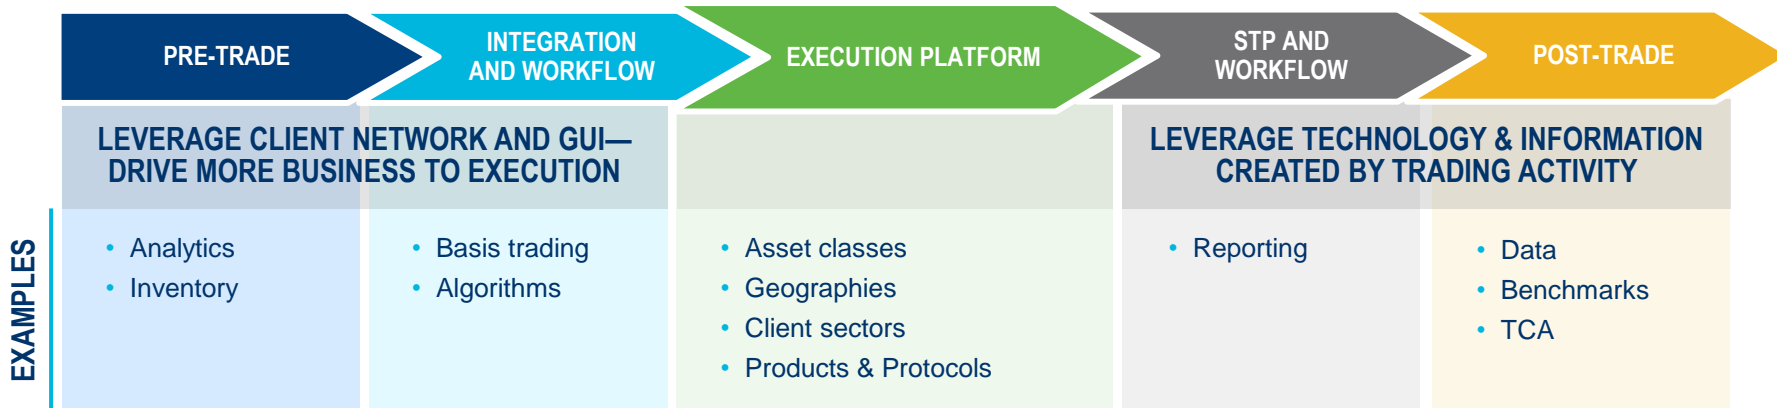 PRE-TRADE
INTEGRATION
AND WORKFLOW
EXECUTION PLATFORM
STP AND
WORKFLOW
POST-TRADE
LEVERAGE CLIENT NETWORK AND GUI—
DRIVE MORE BUSINESS TO EXECUTION
LEVERAGE TECHNOLOGY & INFORMATION
CREATED BY TRADING ACTIVITY
EXAMPLES
• Analytics
• Inventory
• Basis trading
• Algorithms
• Asset classes
• Geographies
• Client sectors
• Products & Protocols
• Reporting
• Data
• Benchmarks
• TCA